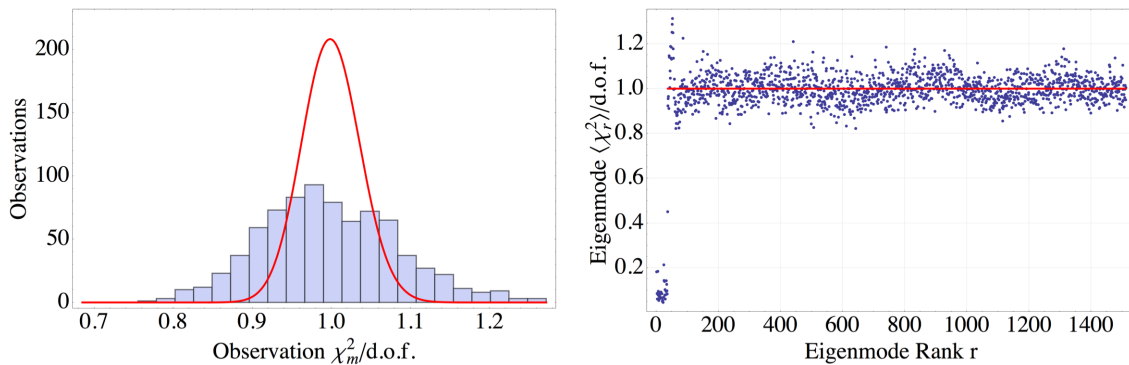 Observations
200
150
100
50
0
0.7 0.8 0.9 1.0 1.1 1.2
Observation χ²ₘ/d.o.f.
Eigenmode ⟨χ²ᵣ⟩/d.o.f.
1.2
1.0
0.8
0.6
0.4
0.2
0 200 400 600 800 1000 1200 1400
Eigenmode Rank r